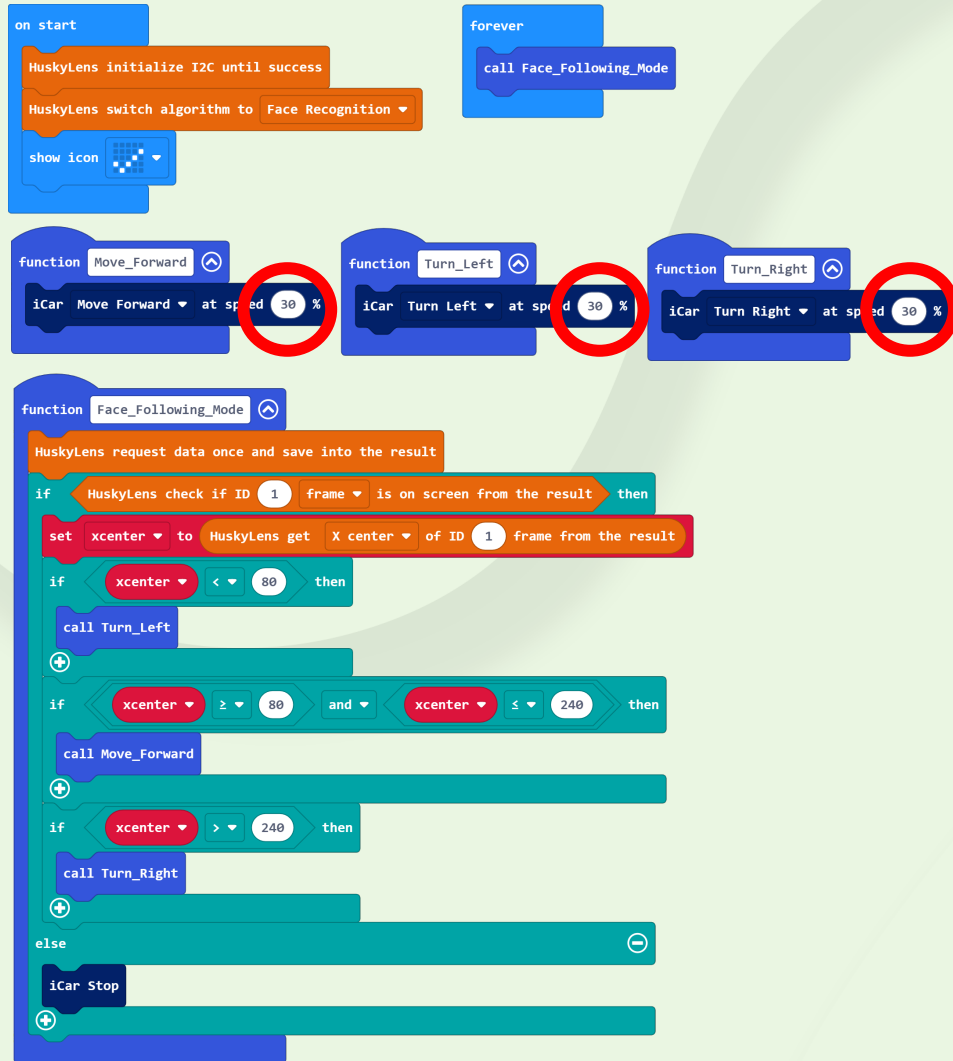 on start
HuskyLens initialize I2C until success
HuskyLens switch algorithm to Face Recognition
show icon
forever
call Face_Following_Mode
function Move_Forward
iCar Move Forward at speed 30 %
function Turn_Left
iCar Turn Left at speed 30 %
function Turn_Right
iCar Turn Right at speed 30 %
function Face_Following_Mode
HuskyLens request data once and save into the result
if HuskyLens check if ID 1 frame is on screen from the result then
set xcenter to HuskyLens get X center of ID 1 frame from the result
if xcenter < 80 then
call Turn_Left
if xcenter ≥ 80 and xcenter ≤ 240 then
call Move_Forward
if xcenter > 240 then
call Turn_Right
else
iCar Stop